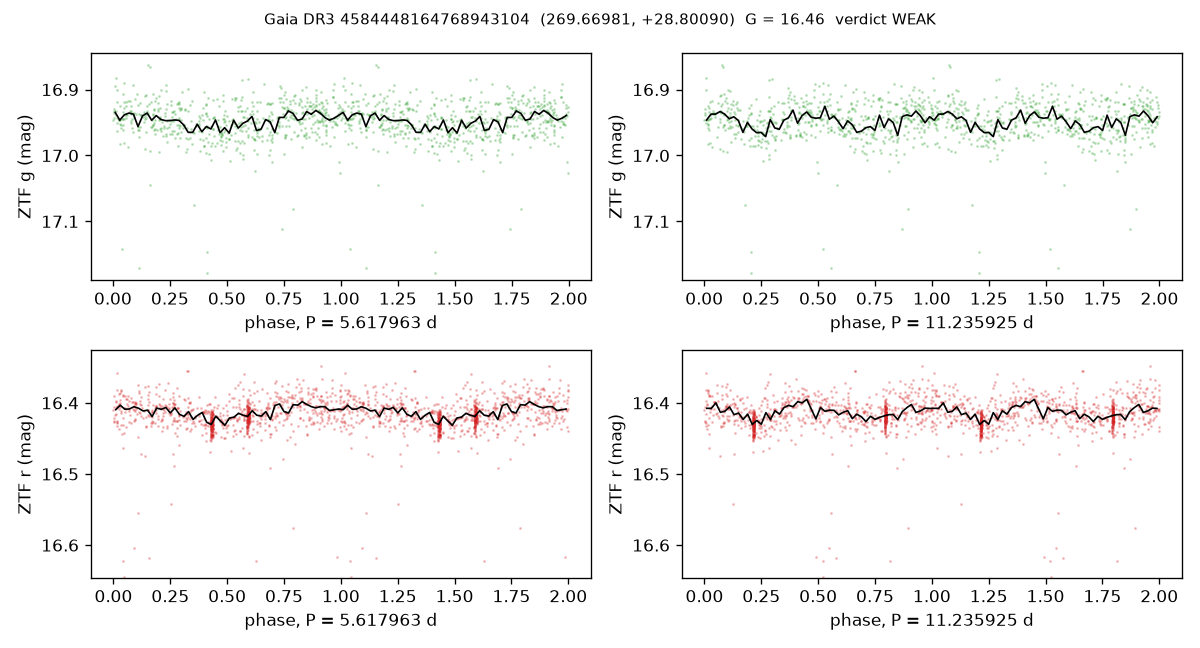 Gaia DR3 4584448164768943104 (269.66981, +28.80090) G = 16.46 verdict WEAK
16.9
17.0
17.1
ZTF g (mag)
0.00 0.25 0.50 0.75 1.00 1.25 1.50 1.75 2.00
phase, P = 5.617963 d
16.9
17.0
17.1
ZTF g (mag)
0.00 0.25 0.50 0.75 1.00 1.25 1.50 1.75 2.00
phase, P = 11.235925 d
16.4
16.5
16.6
ZTF r (mag)
0.00 0.25 0.50 0.75 1.00 1.25 1.50 1.75 2.00
phase, P = 5.617963 d
16.4
16.5
16.6
ZTF r (mag)
0.00 0.25 0.50 0.75 1.00 1.25 1.50 1.75 2.00
phase, P = 11.235925 d